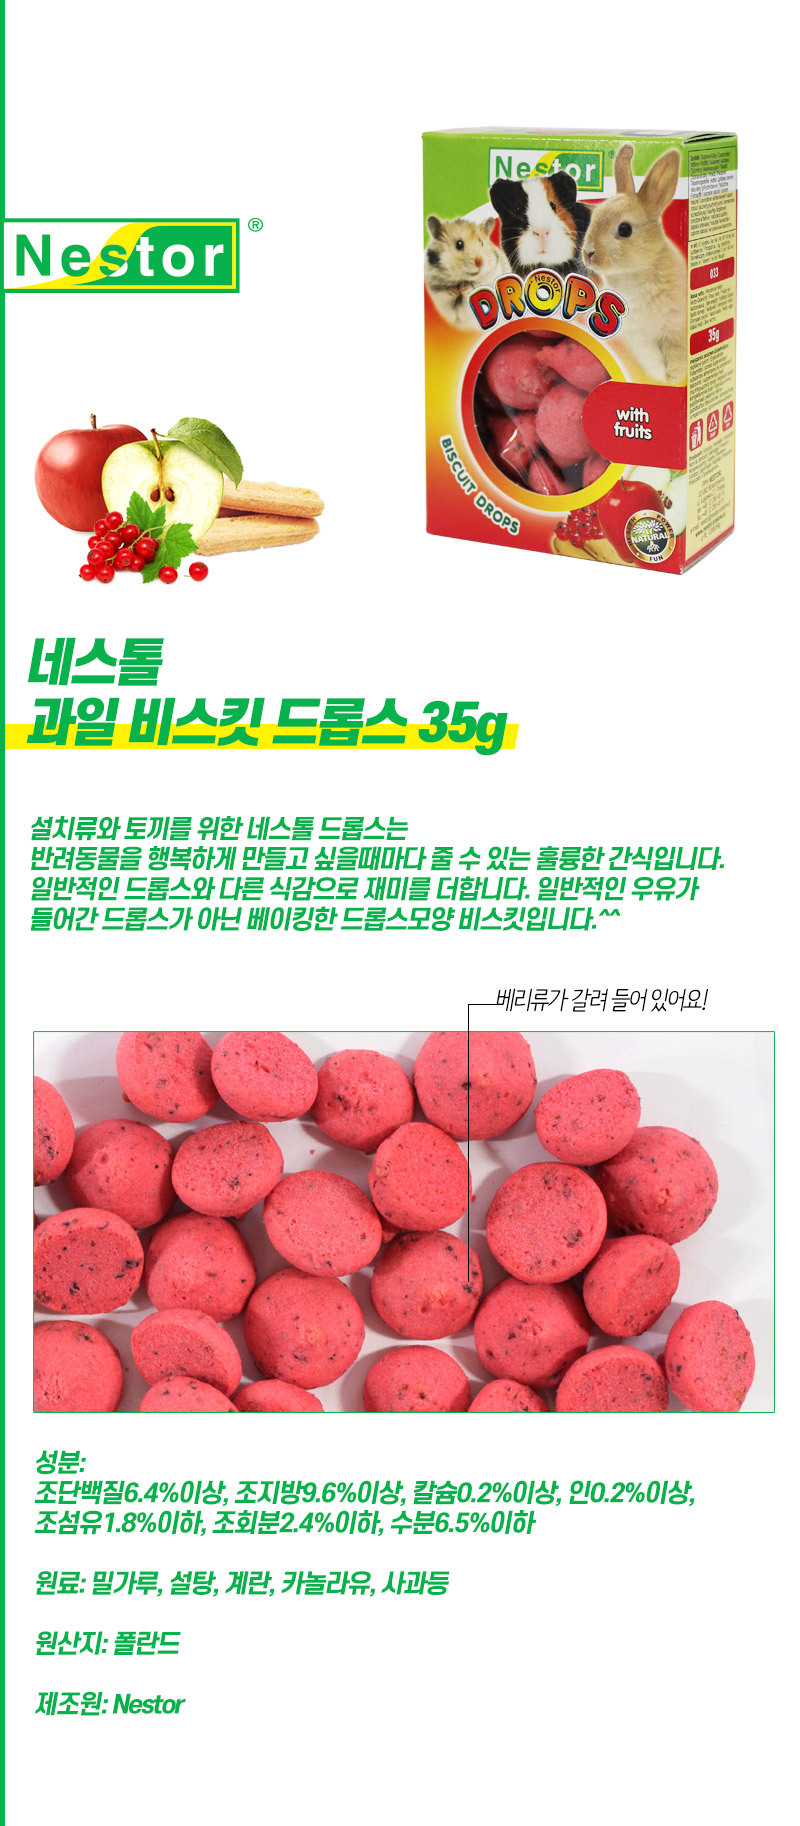 Nestor
®
Nestor
DROPS
Nestor
with
fruits
BISCUIT DROPS
NATURAL
FUN
033
35g
네스톨
과일 비스킷 드롭스 35g
설치류와 토끼를 위한 네스톨 드롭스는
반려동물을 행복하게 만들고 싶을때마다 줄 수 있는 훌륭한 간식입니다.
일반적인 드롭스와 다른 식감으로 재미를 더합니다. 일반적인 우유가
들어간 드롭스가 아닌 베이킹한 드롭스모양 비스킷입니다.^^
베리류가 갈려 들어 있어요!
성분:
조단백질6.4%이상, 조지방9.6%이상, 칼슘0.2%이상, 인0.2%이상,
조섬유1.8%이하, 조회분2.4%이하, 수분6.5%이하
원료: 밀가루, 설탕, 계란, 카놀라유, 사과등
원산지: 폴란드
제조원: Nestor